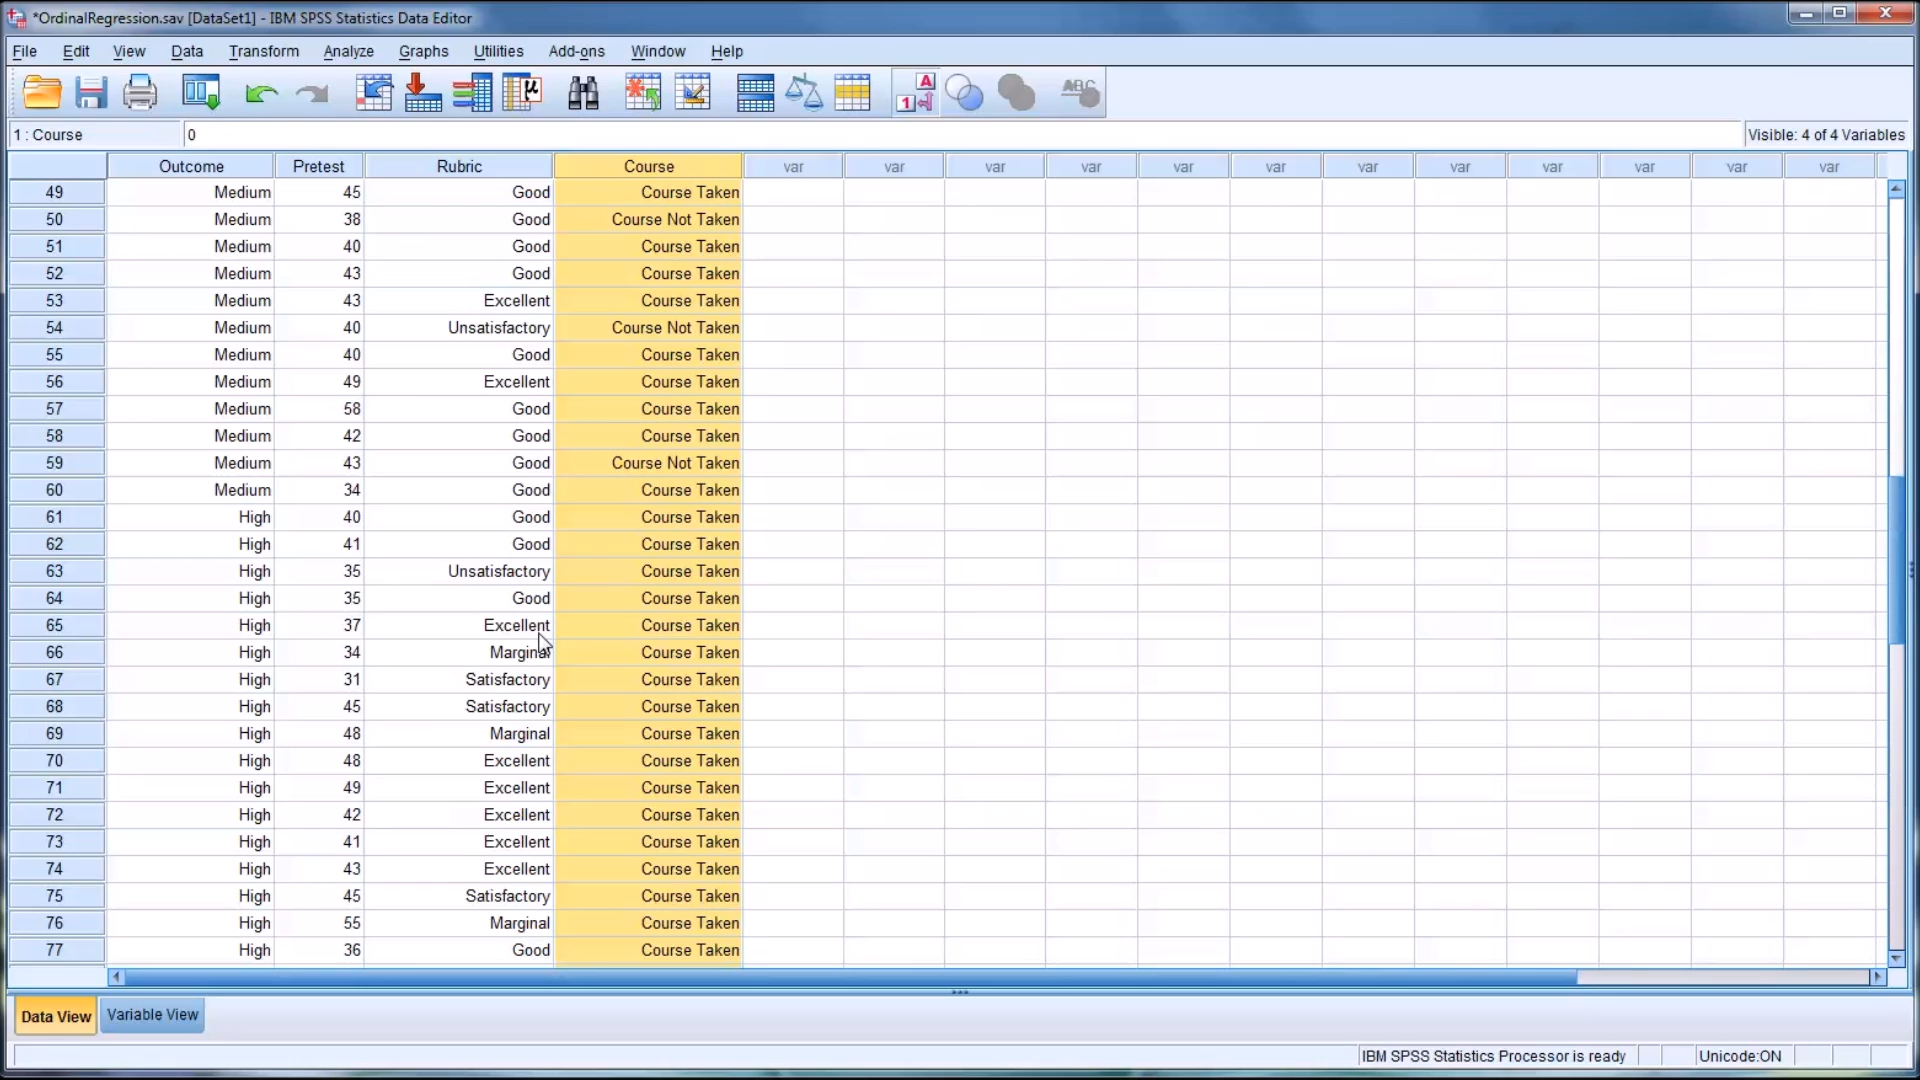 *OrdinalRegression.sav [DataSet1] - IBM SPSS Statistics Data Editor
File Edit View Data Transform Analyze Graphs Utilities Add-ons Window Help
1 : Course 0 Visible: 4 of 4 Variables
Outcome Pretest Rubric Course var var var var var var var var var var var var
49 Medium 45 Good Course Taken
50 Medium 38 Good Course Not Taken
51 Medium 40 Good Course Taken
52 Medium 43 Good Course Taken
53 Medium 43 Excellent Course Taken
54 Medium 40 Unsatisfactory Course Not Taken
55 Medium 40 Good Course Taken
56 Medium 49 Excellent Course Taken
57 Medium 58 Good Course Taken
58 Medium 42 Good Course Taken
59 Medium 43 Good Course Not Taken
60 Medium 34 Good Course Taken
61 High 40 Good Course Taken
62 High 41 Good Course Taken
63 High 35 Unsatisfactory Course Taken
64 High 35 Good Course Taken
65 High 37 Excellent Course Taken
66 High 34 Marginal Course Taken
67 High 31 Satisfactory Course Taken
68 High 45 Satisfactory Course Taken
69 High 48 Marginal Course Taken
70 High 48 Excellent Course Taken
71 High 49 Excellent Course Taken
72 High 42 Excellent Course Taken
73 High 41 Excellent Course Taken
74 High 43 Excellent Course Taken
75 High 45 Satisfactory Course Taken
76 High 55 Marginal Course Taken
77 High 36 Good Course Taken
Data View Variable View
IBM SPSS Statistics Processor is ready Unicode:ON